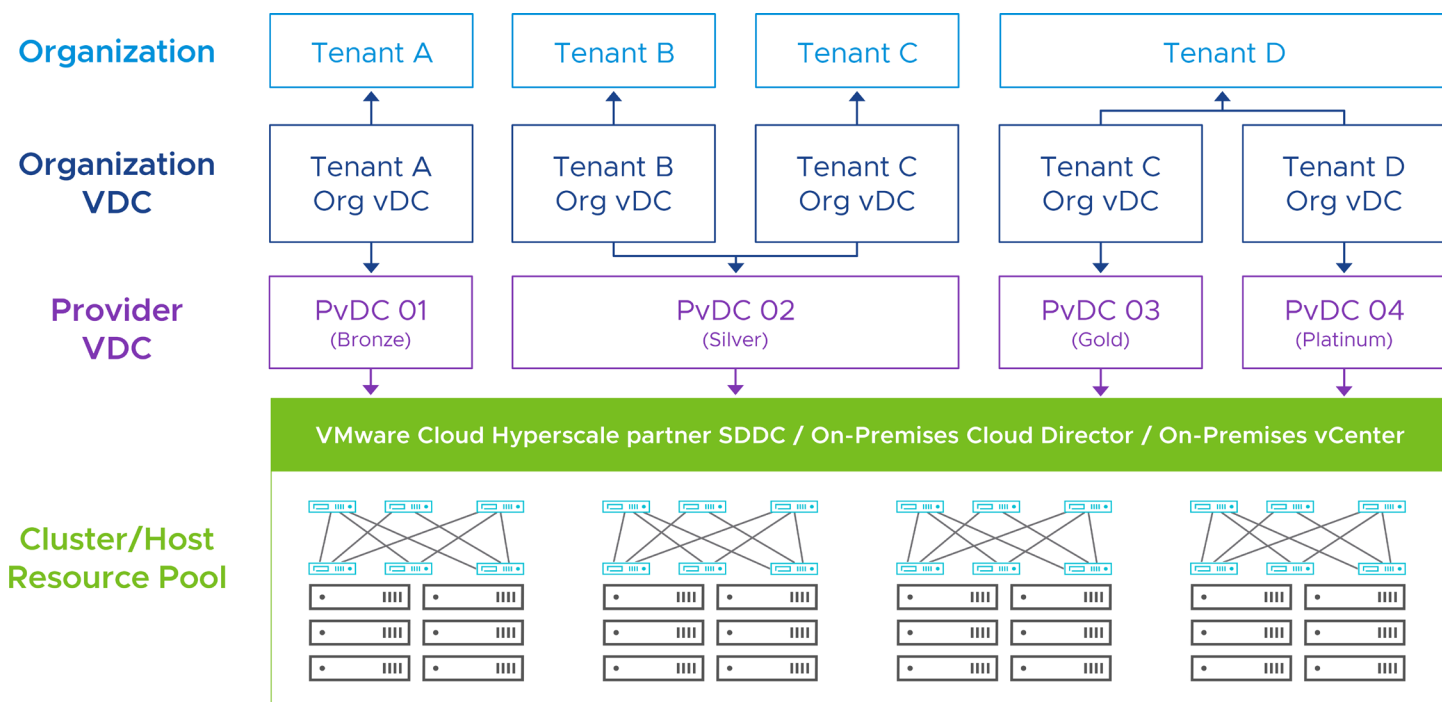 Organization
Tenant A
Tenant B
Tenant C
Tenant D
Organization
VDC
Tenant A
Org vDC
Tenant B
Org vDC
Tenant C
Org vDC
Tenant C
Org vDC
Tenant D
Org vDC
Provider
VDC
PvDC 01
(Bronze)
PvDC 02
(Silver)
PvDC 03
(Gold)
PvDC 04
(Platinum)
VMware Cloud Hyperscale partner SDDC / On-Premises Cloud Director / On-Premises vCenter
Cluster/Host
Resource Pool